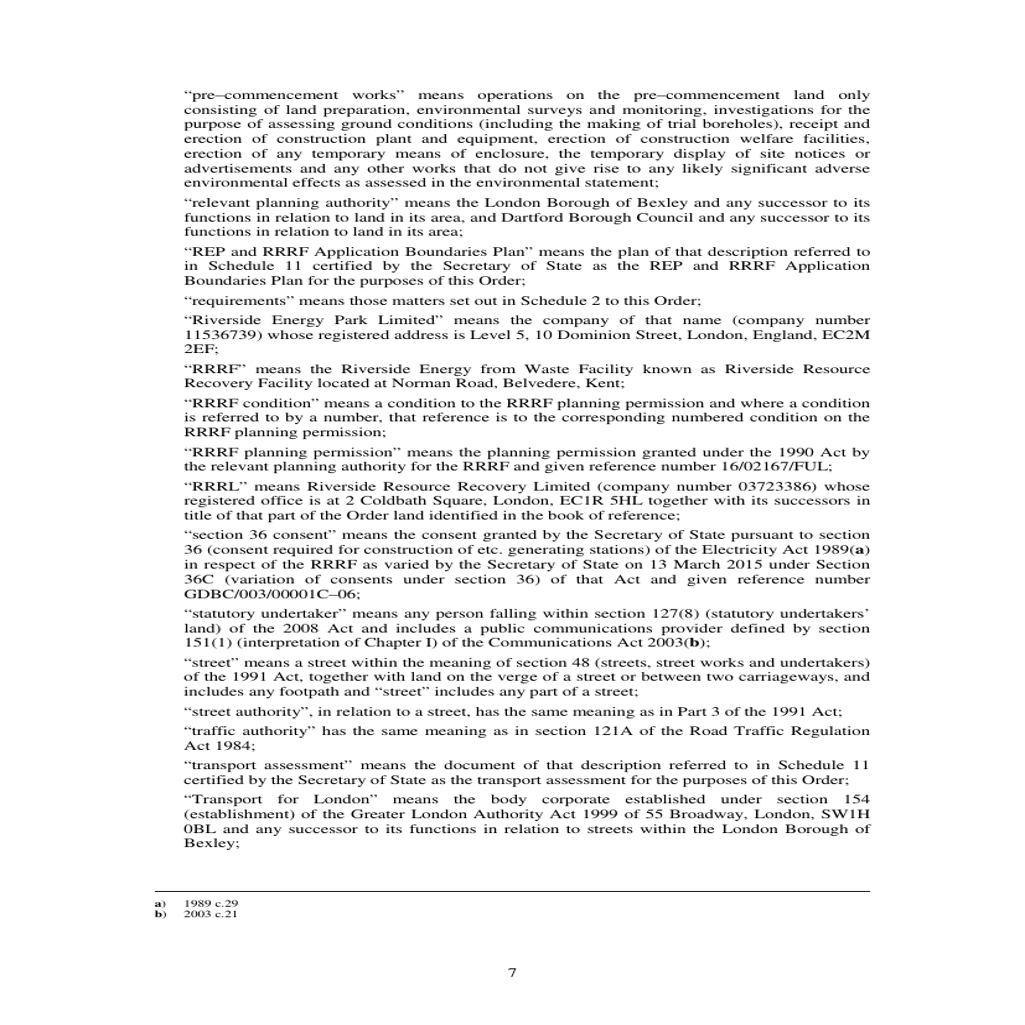 “pre–commencement works” means operations on the pre–commencement land only
consisting of land preparation, environmental surveys and monitoring, investigations for the
purpose of assessing ground conditions (including the making of trial boreholes), receipt and
erection of construction plant and equipment, erection of construction welfare facilities,
erection of any temporary means of enclosure, the temporary display of site notices or
advertisements and any other works that do not give rise to any likely significant adverse
environmental effects as assessed in the environmental statement;
“relevant planning authority” means the London Borough of Bexley and any successor to its
functions in relation to land in its area, and Dartford Borough Council and any successor to its
functions in relation to land in its area;
“REP and RRRF Application Boundaries Plan” means the plan of that description referred to
in Schedule 11 certified by the Secretary of State as the REP and RRRF Application
Boundaries Plan for the purposes of this Order;
“requirements” means those matters set out in Schedule 2 to this Order;
“Riverside Energy Park Limited” means the company of that name (company number
11536739) whose registered address is Level 5, 10 Dominion Street, London, England, EC2M
2EF;
“RRRF” means the Riverside Energy from Waste Facility known as Riverside Resource
Recovery Facility located at Norman Road, Belvedere, Kent;
“RRRF condition” means a condition to the RRRF planning permission and where a condition
is referred to by a number, that reference is to the corresponding numbered condition on the
RRRF planning permission;
“RRRF planning permission” means the planning permission granted under the 1990 Act by
the relevant planning authority for the RRRF and given reference number 16/02167/FUL;
“RRRL” means Riverside Resource Recovery Limited (company number 03723386) whose
registered office is at 2 Coldbath Square, London, EC1R 5HL together with its successors in
title of that part of the Order land identified in the book of reference;
“section 36 consent” means the consent granted by the Secretary of State pursuant to section
36 (consent required for construction of etc. generating stations) of the Electricity Act 1989(a)
in respect of the RRRF as varied by the Secretary of State on 13 March 2015 under Section
36C (variation of consents under section 36) of that Act and given reference number
GDBC/003/00001C–06;
“statutory undertaker” means any person falling within section 127(8) (statutory undertakers’
land) of the 2008 Act and includes a public communications provider defined by section
151(1) (interpretation of Chapter I) of the Communications Act 2003(b);
“street” means a street within the meaning of section 48 (streets, street works and undertakers)
of the 1991 Act, together with land on the verge of a street or between two carriageways, and
includes any footpath and “street” includes any part of a street;
“street authority”, in relation to a street, has the same meaning as in Part 3 of the 1991 Act;
“traffic authority” has the same meaning as in section 121A of the Road Traffic Regulation
Act 1984;
“transport assessment” means the document of that description referred to in Schedule 11
certified by the Secretary of State as the transport assessment for the purposes of this Order;
“Transport for London” means the body corporate established under section 154
(establishment) of the Greater London Authority Act 1999 of 55 Broadway, London, SW1H
0BL and any successor to its functions in relation to streets within the London Borough of
Bexley;
a) 1989 c.29
b) 2003 c.21
7